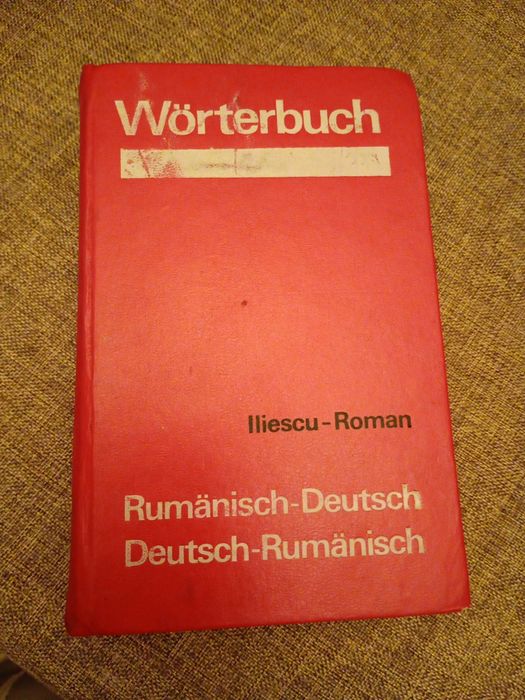 Wörterbuch
Iliescu-Roman
Rumänisch-Deutsch
Deutsch-Rumänisch